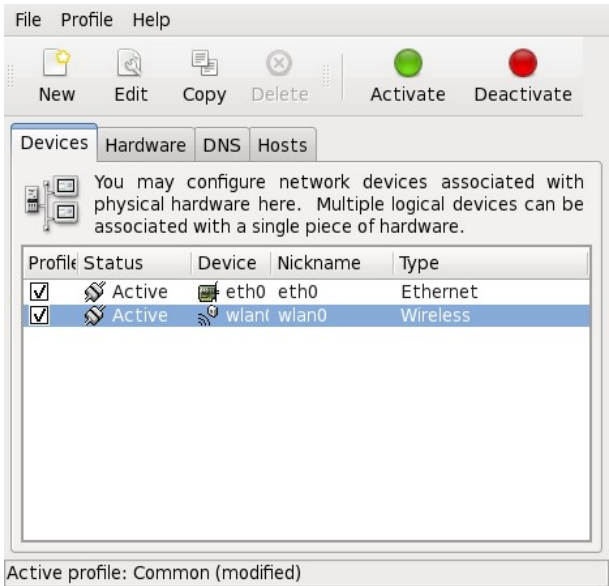 File Profile Help
New Edit Copy Delete Activate Deactivate
Devices Hardware DNS Hosts
You may configure network devices associated with
physical hardware here. Multiple logical devices can be
associated with a single piece of hardware.
Profile Status Device Nickname Type
Active eth0 eth0 Ethernet
Active wlan0 wlan0 Wireless
Active profile: Common (modified)